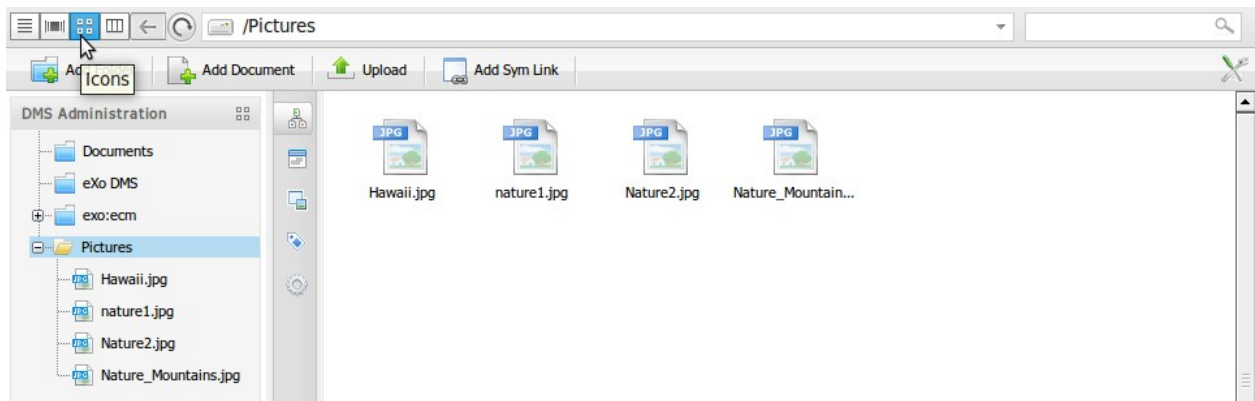 /Pictures
Add Document Upload Add Sym Link
Icons
DMS Administration
Documents
eXo DMS
exo:ecm
Pictures
Hawaii.jpg
nature1.jpg
Nature2.jpg
Nature_Mountains.jpg
JPG JPG JPG JPG
Hawaii.jpg nature1.jpg Nature2.jpg Nature_Mountain...